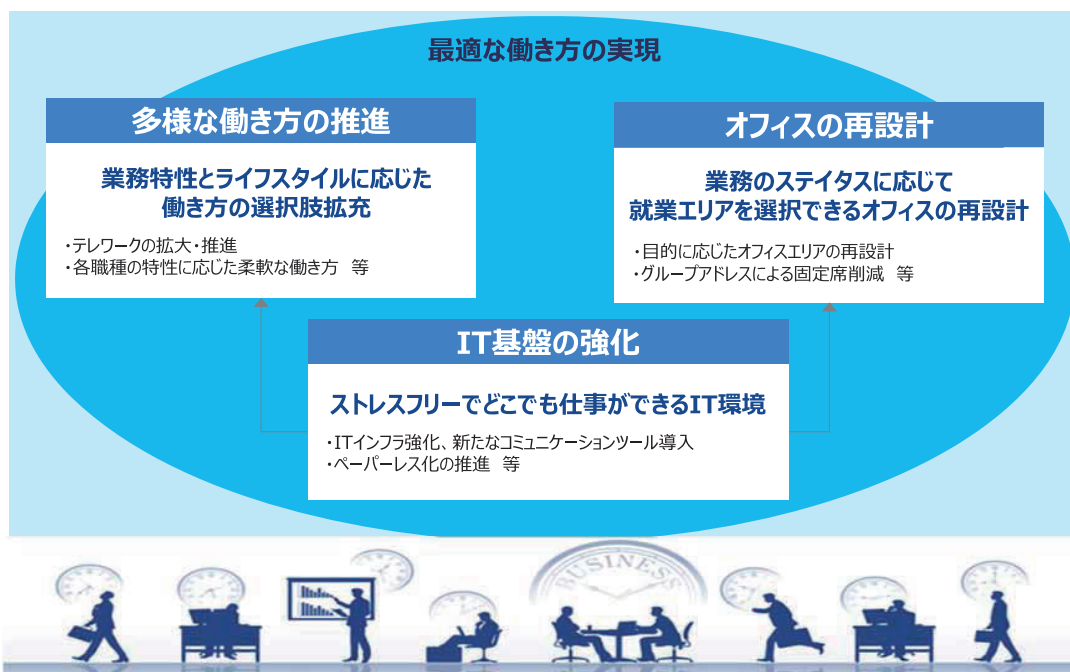 最適な働き方の実現
多様な働き方の推進
業務特性とライフスタイルに応じた
働き方の選択肢拡充
・テレワークの拡大・推進
・各職種の特性に応じた柔軟な働き方　等
オフィスの再設計
業務のステイタスに応じて
就業エリアを選択できるオフィスの再設計
・目的に応じたオフィスエリアの再設計
・グループアドレスによる固定席削減　等
IT基盤の強化
ストレスフリーでどこでも仕事ができるIT環境
・ITインフラ強化、新たなコミュニケーションツール導入
・ペーパーレス化の推進　等
BUSINESS